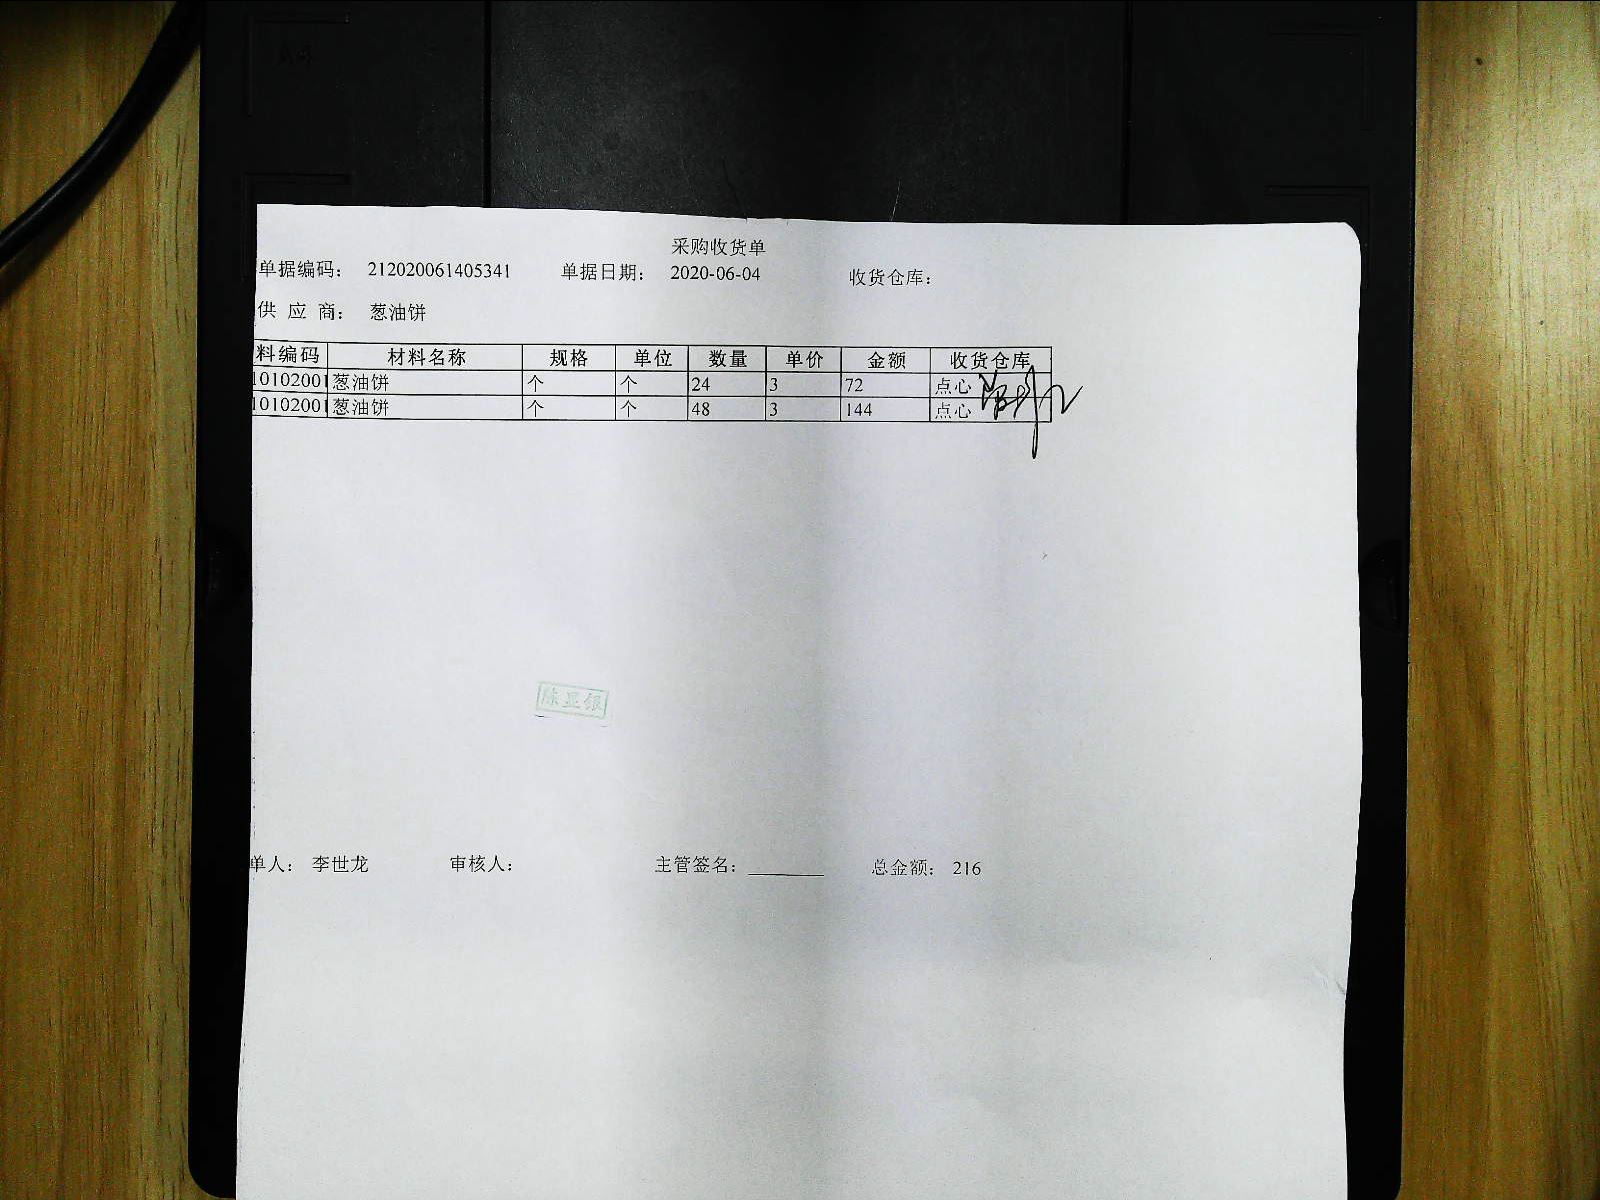 采购收货单
单据编码： 212020061405341 单据日期： 2020-06-04 收货仓库：
供 应 商： 葱油饼
料编码 材料名称 规格 单位 数量 单价 金额 收货仓库
10102001 葱油饼 个 个 24 3 72 点心
10102001 葱油饼 个 个 48 3 144 点心
陈显银
单人： 李世龙 审核人： 主管签名： 总金额： 216